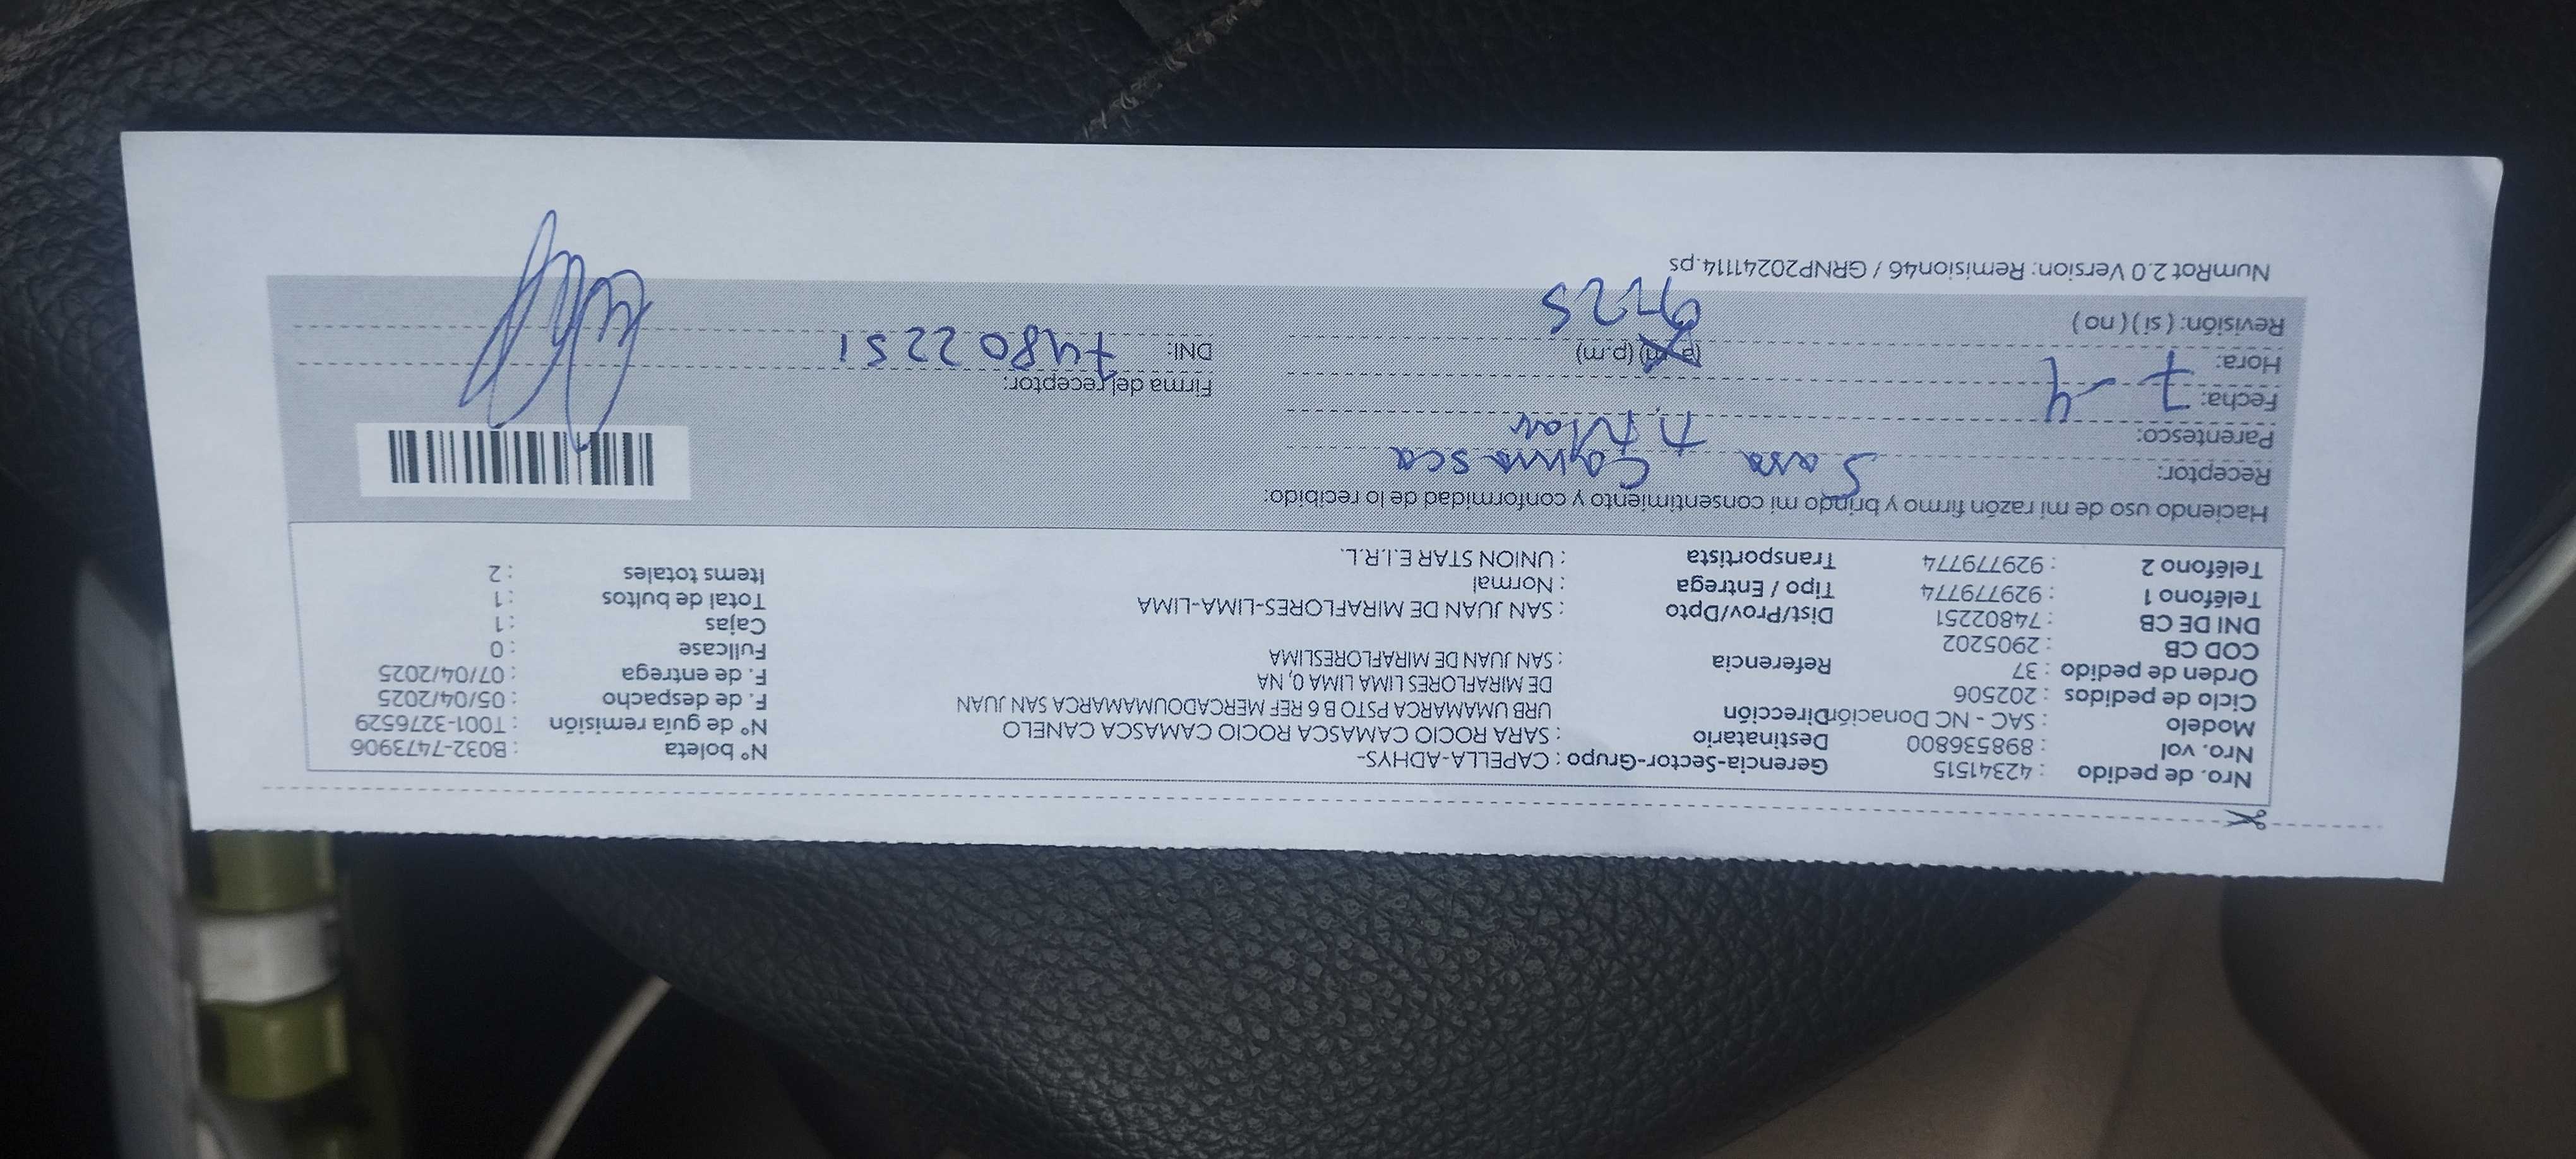 Nro. de pedido : 42341515 Gerencia-Sector-Grupo : CAPELLA-ADHYS- N° boleta : B032-7473906
Nro. vol : 898536800 Destinatario : SARA ROCIO CAMASCA ROCIO CAMASCA CANELO N° de guía remisión : T001-3276529
Modelo : SAC - NC Donación Dirección URB UMAMARCA PSTO B 6 REF MERCADOUMAMARCA SAN JUAN F. de despacho : 05/04/2025
Ciclo de pedidos : 202506 DE MIRAFLORES LIMA LIMA 0, NA F. de entrega : 07/04/2025
Orden de pedido : 37 Referencia : SAN JUAN DE MIRAFLORESLIMA Fullcase : 0
COD CB : 2905202 Cajas : 1
DNI DE CB : 74802251 Dist/Prov/Dpto : SAN JUAN DE MIRAFLORES-LIMA-LIMA Total de bultos : 1
Teléfono 1 : 929779774 Tipo / Entrega : Normal Items totales : 2
Teléfono 2 : 929779774 Transportista : UNION STAR E.I.R.L.
Haciendo uso de mi razón firmo y brindo mi consentimiento y conformidad de lo recibido:
Receptor: Sara Camasca
Parentesco:
Fecha: 7-4 Firma del receptor:
Hora: (a.m) (p.m) DNI: 74802251
Revisión: ( si ) ( no )
NumRot 2.0 Version: Remision46 / GRNP20241114.ps